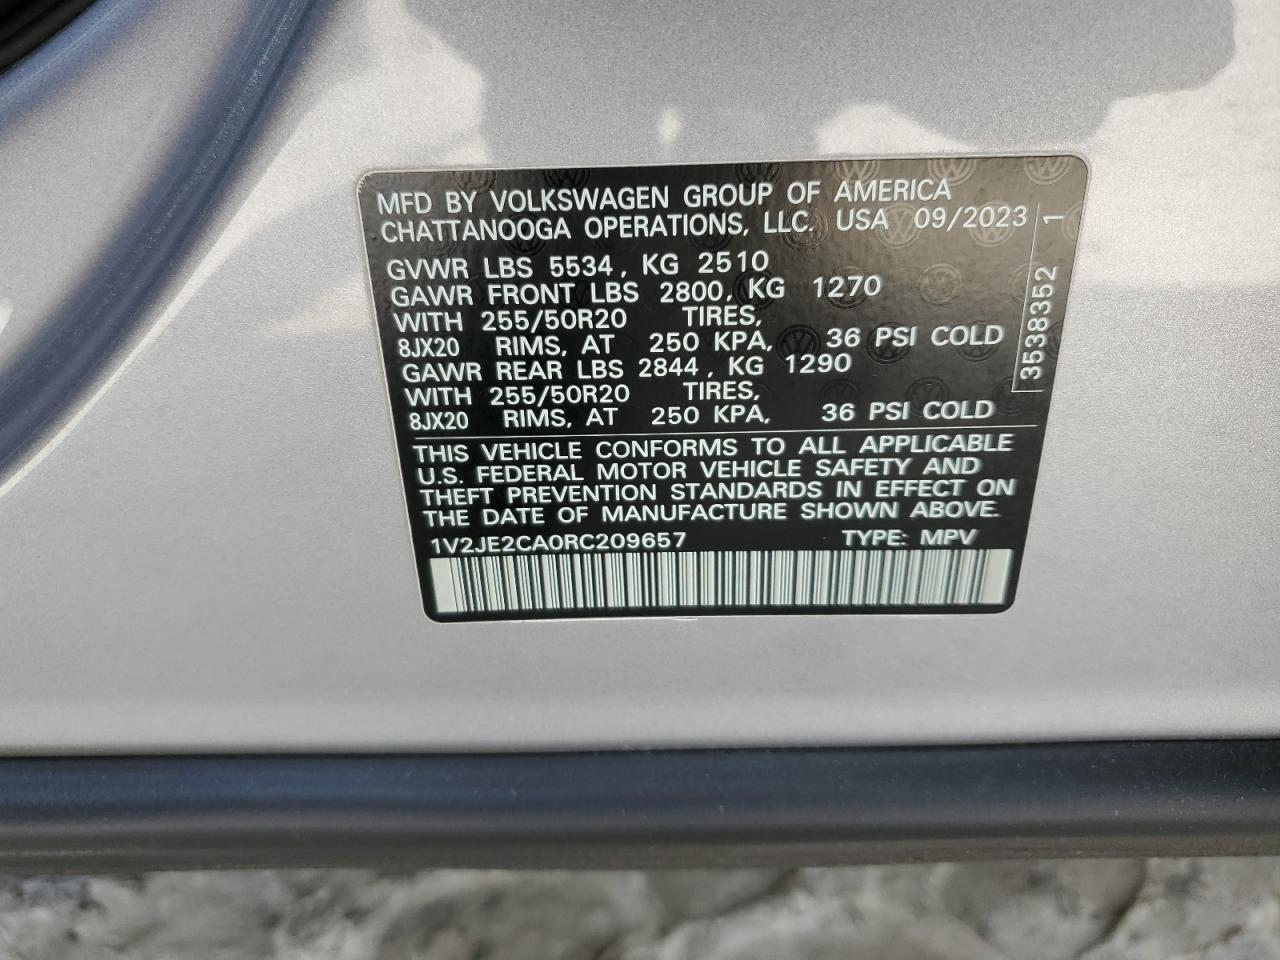 MFD BY VOLKSWAGEN GROUP OF AMERICA
CHATTANOOGA OPERATIONS, LLC. USA 09/2023
GVWR LBS 5534, KG 2510
GAWR FRONT LBS 2800, KG 1270
WITH 255/50R20 TIRES,
8JX20 RIMS, AT 250 KPA, 36 PSI COLD
GAWR REAR LBS 2844, KG 1290
WITH 255/50R20 TIRES,
8JX20 RIMS, AT 250 KPA, 36 PSI COLD
THIS VEHICLE CONFORMS TO ALL APPLICABLE
U.S. FEDERAL MOTOR VEHICLE SAFETY AND
THEFT PREVENTION STANDARDS IN EFFECT ON
THE DATE OF MANUFACTURE SHOWN ABOVE.
1V2JE2CA0RC209657 TYPE: MPV
3538352 1